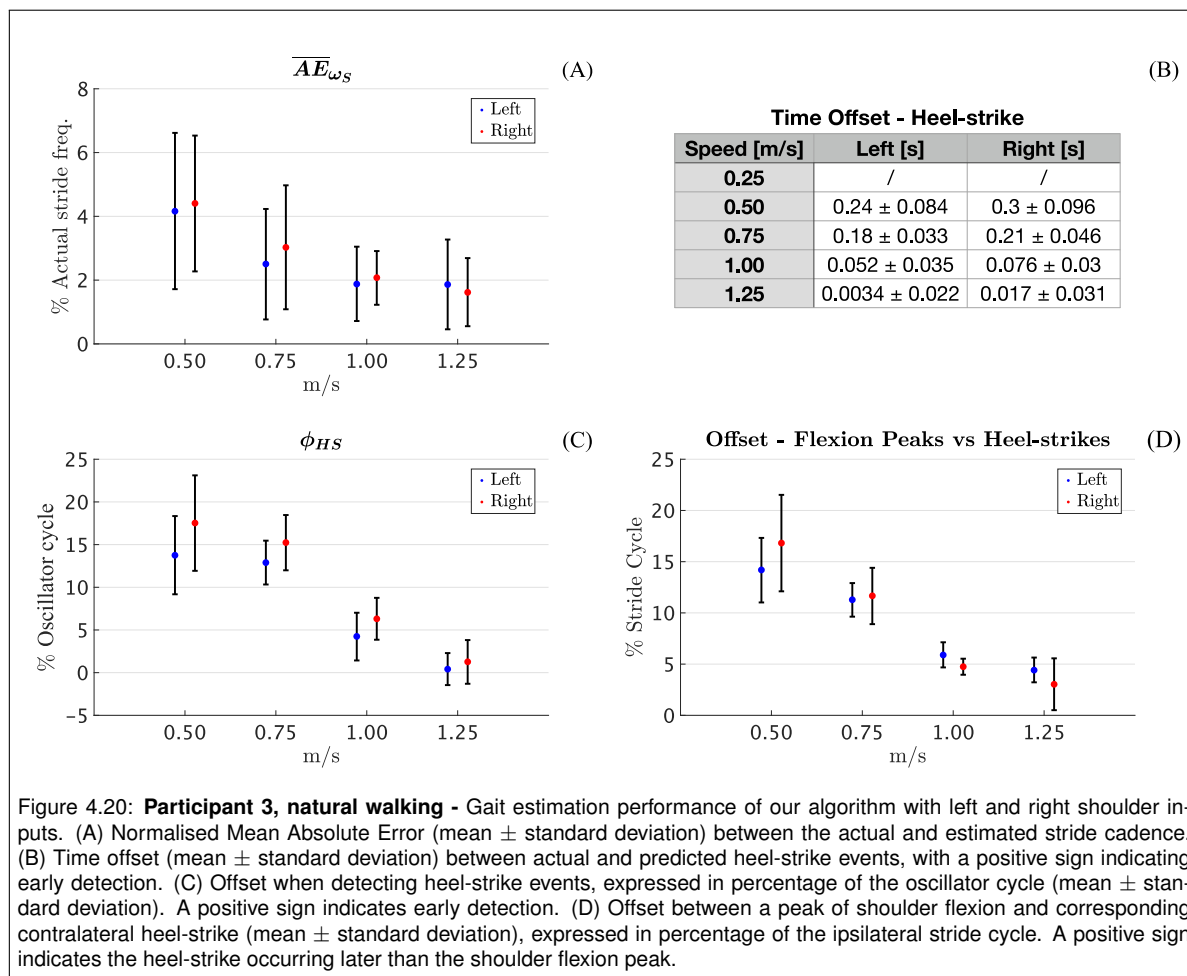 AE_ω_S
(A)
% Actual stride freq.
Left
Right
8
6
4
2
0
0.50 0.75 1.00 1.25
m/s
(B)
Time Offset - Heel-strike
Speed [m/s] Left [s] Right [s]
0.25 / /
0.50 0.24 ± 0.084 0.3 ± 0.096
0.75 0.18 ± 0.033 0.21 ± 0.046
1.00 0.052 ± 0.035 0.076 ± 0.03
1.25 0.0034 ± 0.022 0.017 ± 0.031
ϕ_HS
(C)
% Oscillator cycle
Left
Right
25
20
15
10
5
0
−5
0.50 0.75 1.00 1.25
m/s
Offset - Flexion Peaks vs Heel-strikes
(D)
% Stride Cycle
Left
Right
25
20
15
10
5
0
0.50 0.75 1.00 1.25
m/s
Figure 4.20: Participant 3, natural walking - Gait estimation performance of our algorithm with left and right shoulder in-
puts. (A) Normalised Mean Absolute Error (mean ± standard deviation) between the actual and estimated stride cadence.
(B) Time offset (mean ± standard deviation) between actual and predicted heel-strike events, with a positive sign indicating
early detection. (C) Offset when detecting heel-strike events, expressed in percentage of the oscillator cycle (mean ± stan-
dard deviation). A positive sign indicates early detection. (D) Offset between a peak of shoulder flexion and corresponding
contralateral heel-strike (mean ± standard deviation), expressed in percentage of the ipsilateral stride cycle. A positive sign
indicates the heel-strike occurring later than the shoulder flexion peak.